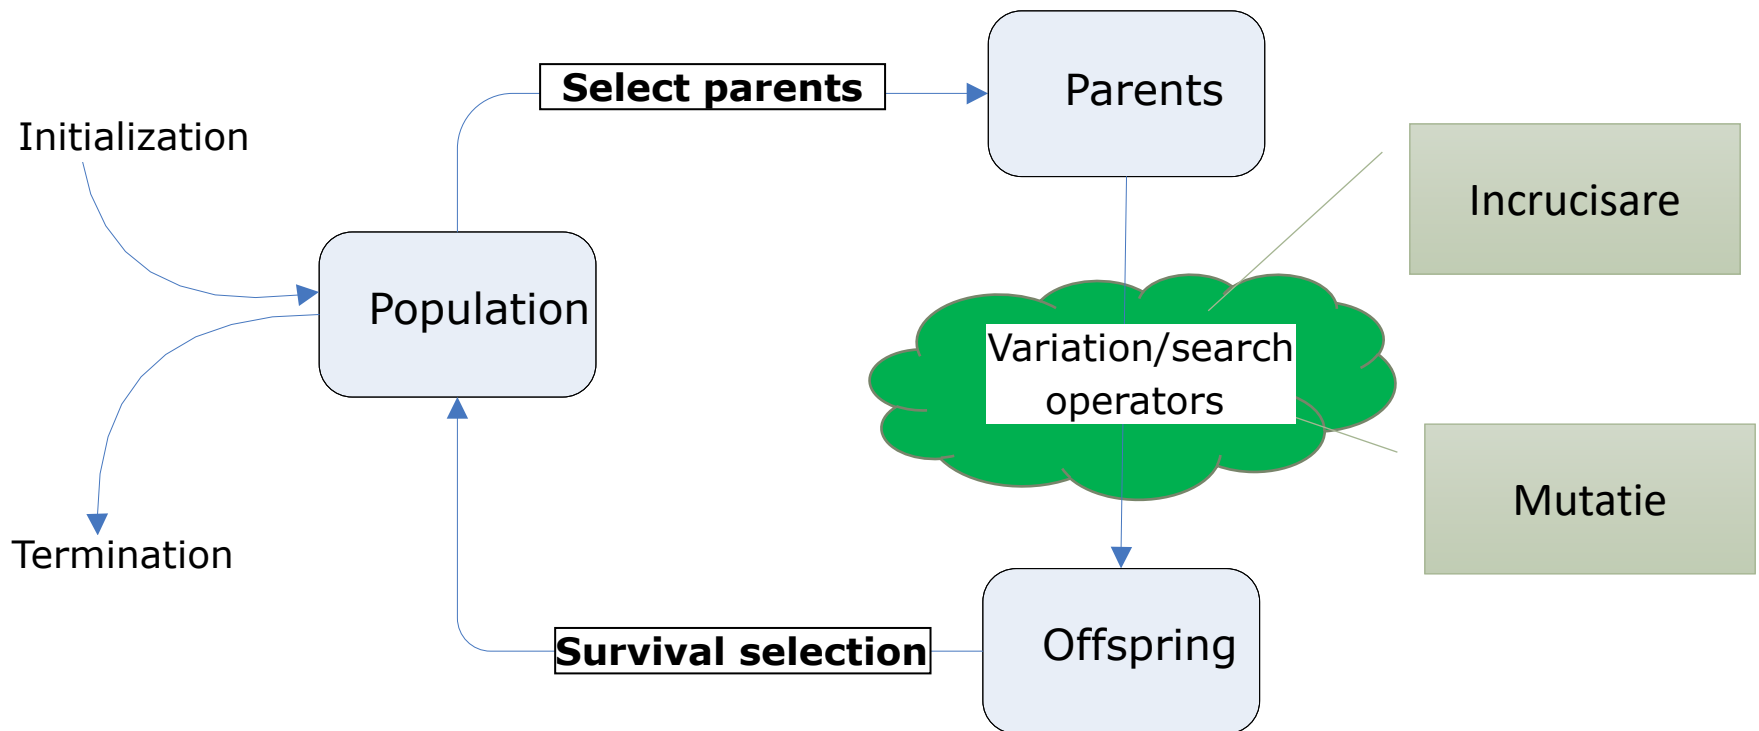 Select parents
Parents
Initialization
Incrucisare
Population
Variation/search
operators
Mutatie
Termination
Survival selection
Offspring